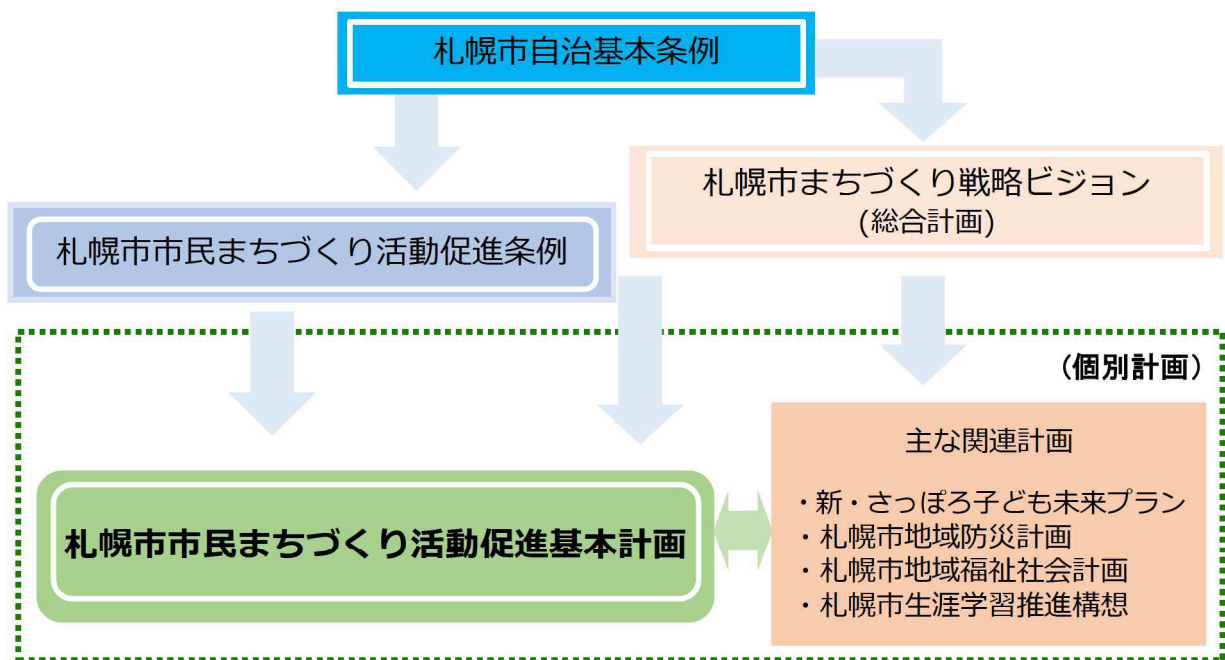 札幌市自治基本条例
札幌市まちづくり戦略ビジョン
(総合計画)
札幌市市民まちづくり活動促進条例
(個別計画)
主な関連計画
・新・さっぽろ子ども未来プラン
・札幌市地域防災計画
・札幌市地域福祉社会計画
・札幌市生涯学習推進構想
札幌市市民まちづくり活動促進基本計画